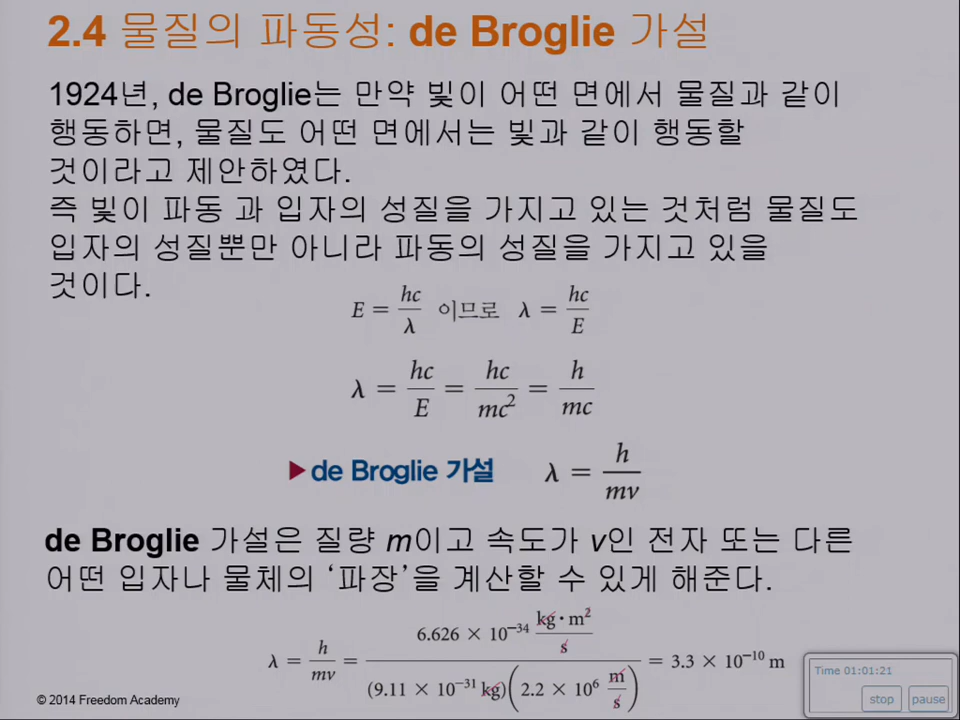 2.4 물질의 파동성: de Broglie 가설
1924년, de Broglie는 만약 빛이 어떤 면에서 물질과 같이
행동하면, 물질도 어떤 면에서는 빛과 같이 행동할
것이라고 제안하였다.
즉 빛이 파동 과 입자의 성질을 가지고 있는 것처럼 물질도
입자의 성질뿐만 아니라 파동의 성질을 가지고 있을
것이다.
E = hc/λ 이므로 λ = hc/E
λ = hc/E = hc/mc² = h/mc
▶ de Broglie 가설 λ = h/mv
de Broglie 가설은 질량 m이고 속도가 v인 전자 또는 다른
어떤 입자나 물체의 ‘파장’을 계산할 수 있게 해준다.
λ = h/mv = 6.626 × 10⁻³⁴ kg · m²/s / (9.11 × 10⁻³¹ kg)(2.2 × 10⁶ m/s) = 3.3 × 10⁻¹⁰ m
Time 01:01:21
stop pause
© 2014 Freedom Academy